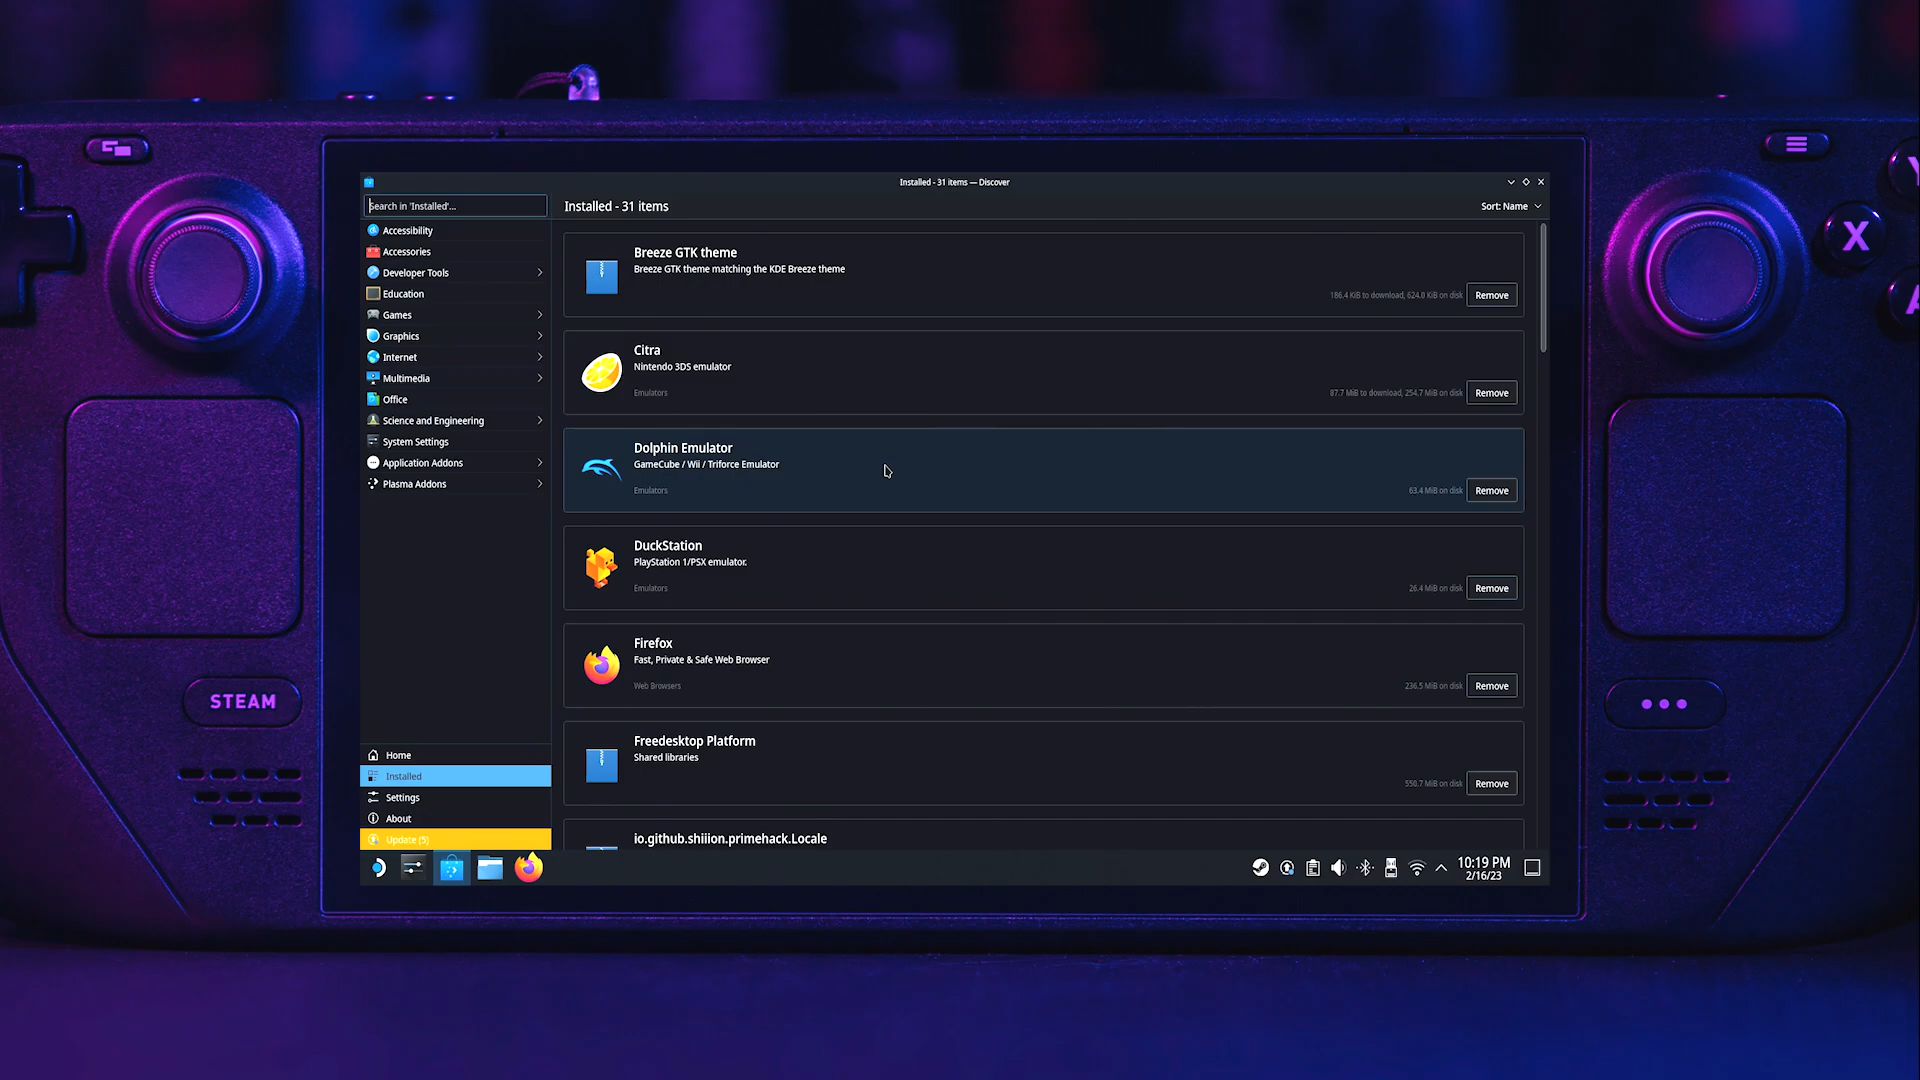 Installed - 31 items — Discover
Search in 'Installed'...
Installed - 31 items
Sort: Name
Accessibility
Accessories
Developer Tools
Education
Games
Graphics
Internet
Multimedia
Office
Science and Engineering
System Settings
Application Addons
Plasma Addons
Home
Installed
Settings
About
Update (5)
Breeze GTK theme
Breeze GTK theme matching the KDE Breeze theme
186.4 KiB to download, 624.0 KiB on disk
Remove
Citra
Nintendo 3DS emulator
Emulators
87.7 MiB to download, 254.7 MiB on disk
Remove
Dolphin Emulator
GameCube / Wii / Triforce Emulator
Emulators
63.4 MiB on disk
Remove
DuckStation
PlayStation 1/PSX emulator.
Emulators
26.4 MiB on disk
Remove
Firefox
Fast, Private & Safe Web Browser
Web Browsers
236.5 MiB on disk
Remove
Freedesktop Platform
Shared libraries
550.7 MiB on disk
Remove
io.github.shiiion.primehack.Locale
10:19 PM
2/16/23
STEAM
Y
X
A